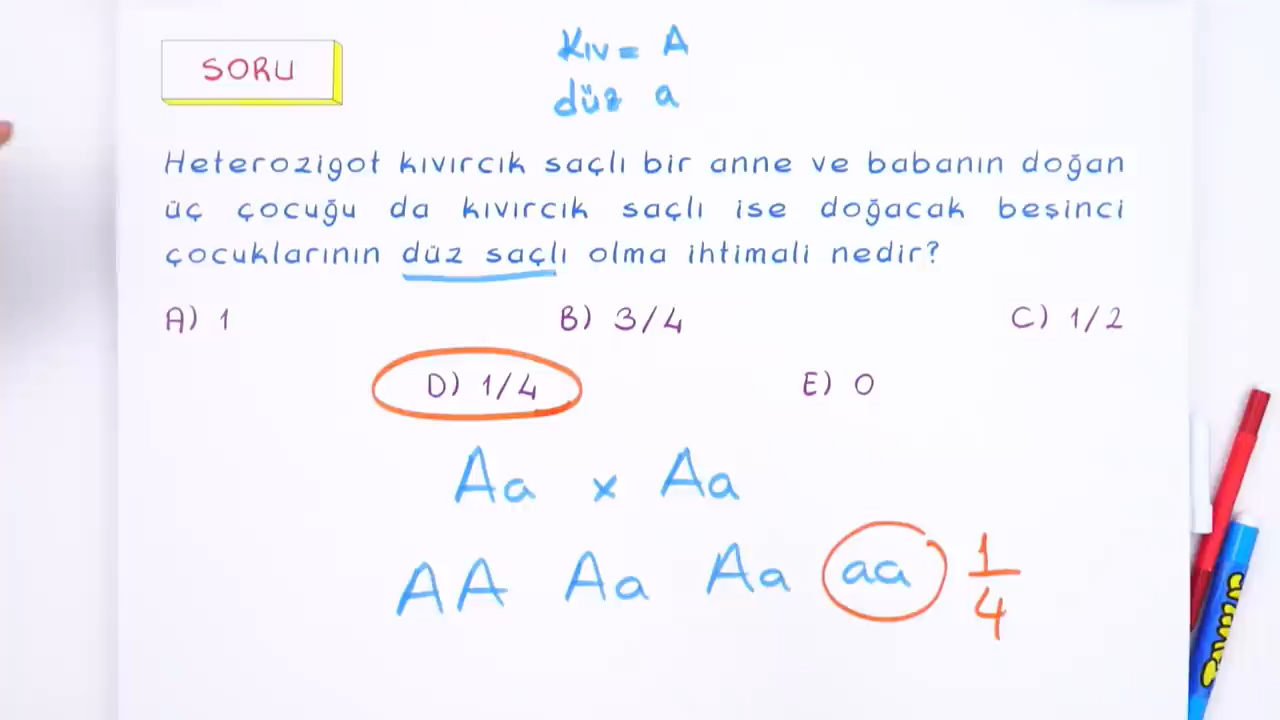 SORU
Kıv = A
düz a
Heterozigot kıvırcık saçlı bir anne ve babanın doğan
üç çocuğu da kıvırcık saçlı ise doğacak beşinci
çocuklarının düz saçlı olma ihtimali nedir?
A) 1 B) 3/4 C) 1/2
D) 1/4 E) 0
Aa x Aa
AA Aa Aa aa 1/4